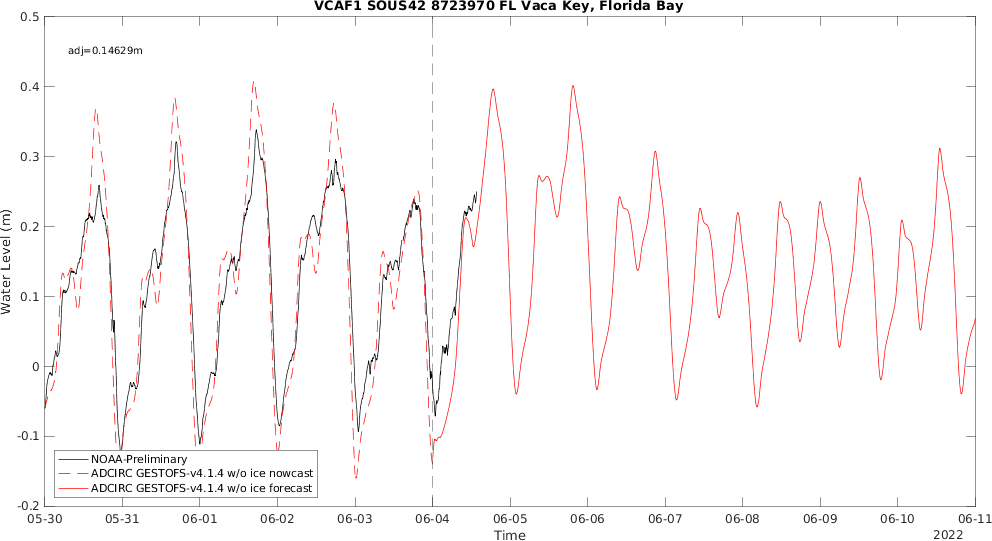 VCAF1 SOUS42 8723970 FL Vaca Key, Florida Bay
adj=0.14629m
Water Level (m)
0.5
0.4
0.3
0.2
0.1
0
-0.1
-0.2
NOAA-Preliminary
ADCIRC GESTOFS-v4.1.4 w/o ice nowcast
ADCIRC GESTOFS-v4.1.4 w/o ice forecast
05-30 05-31 06-01 06-02 06-03 06-04 06-05 06-06 06-07 06-08 06-09 06-10 06-11
Time
2022